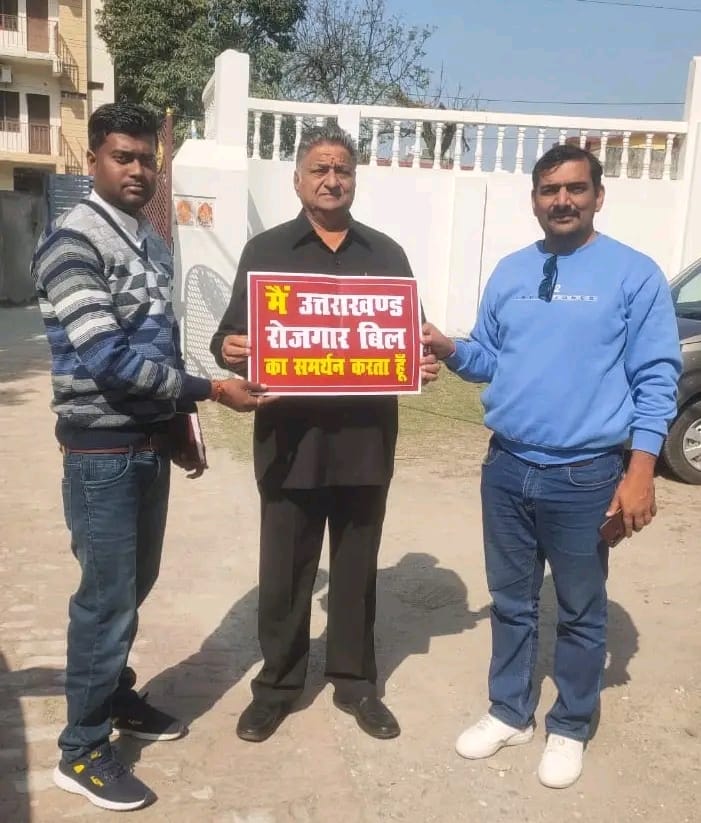 मैं उत्तराखण्ड
रोजगार बिल
का समर्थन करता हूँ